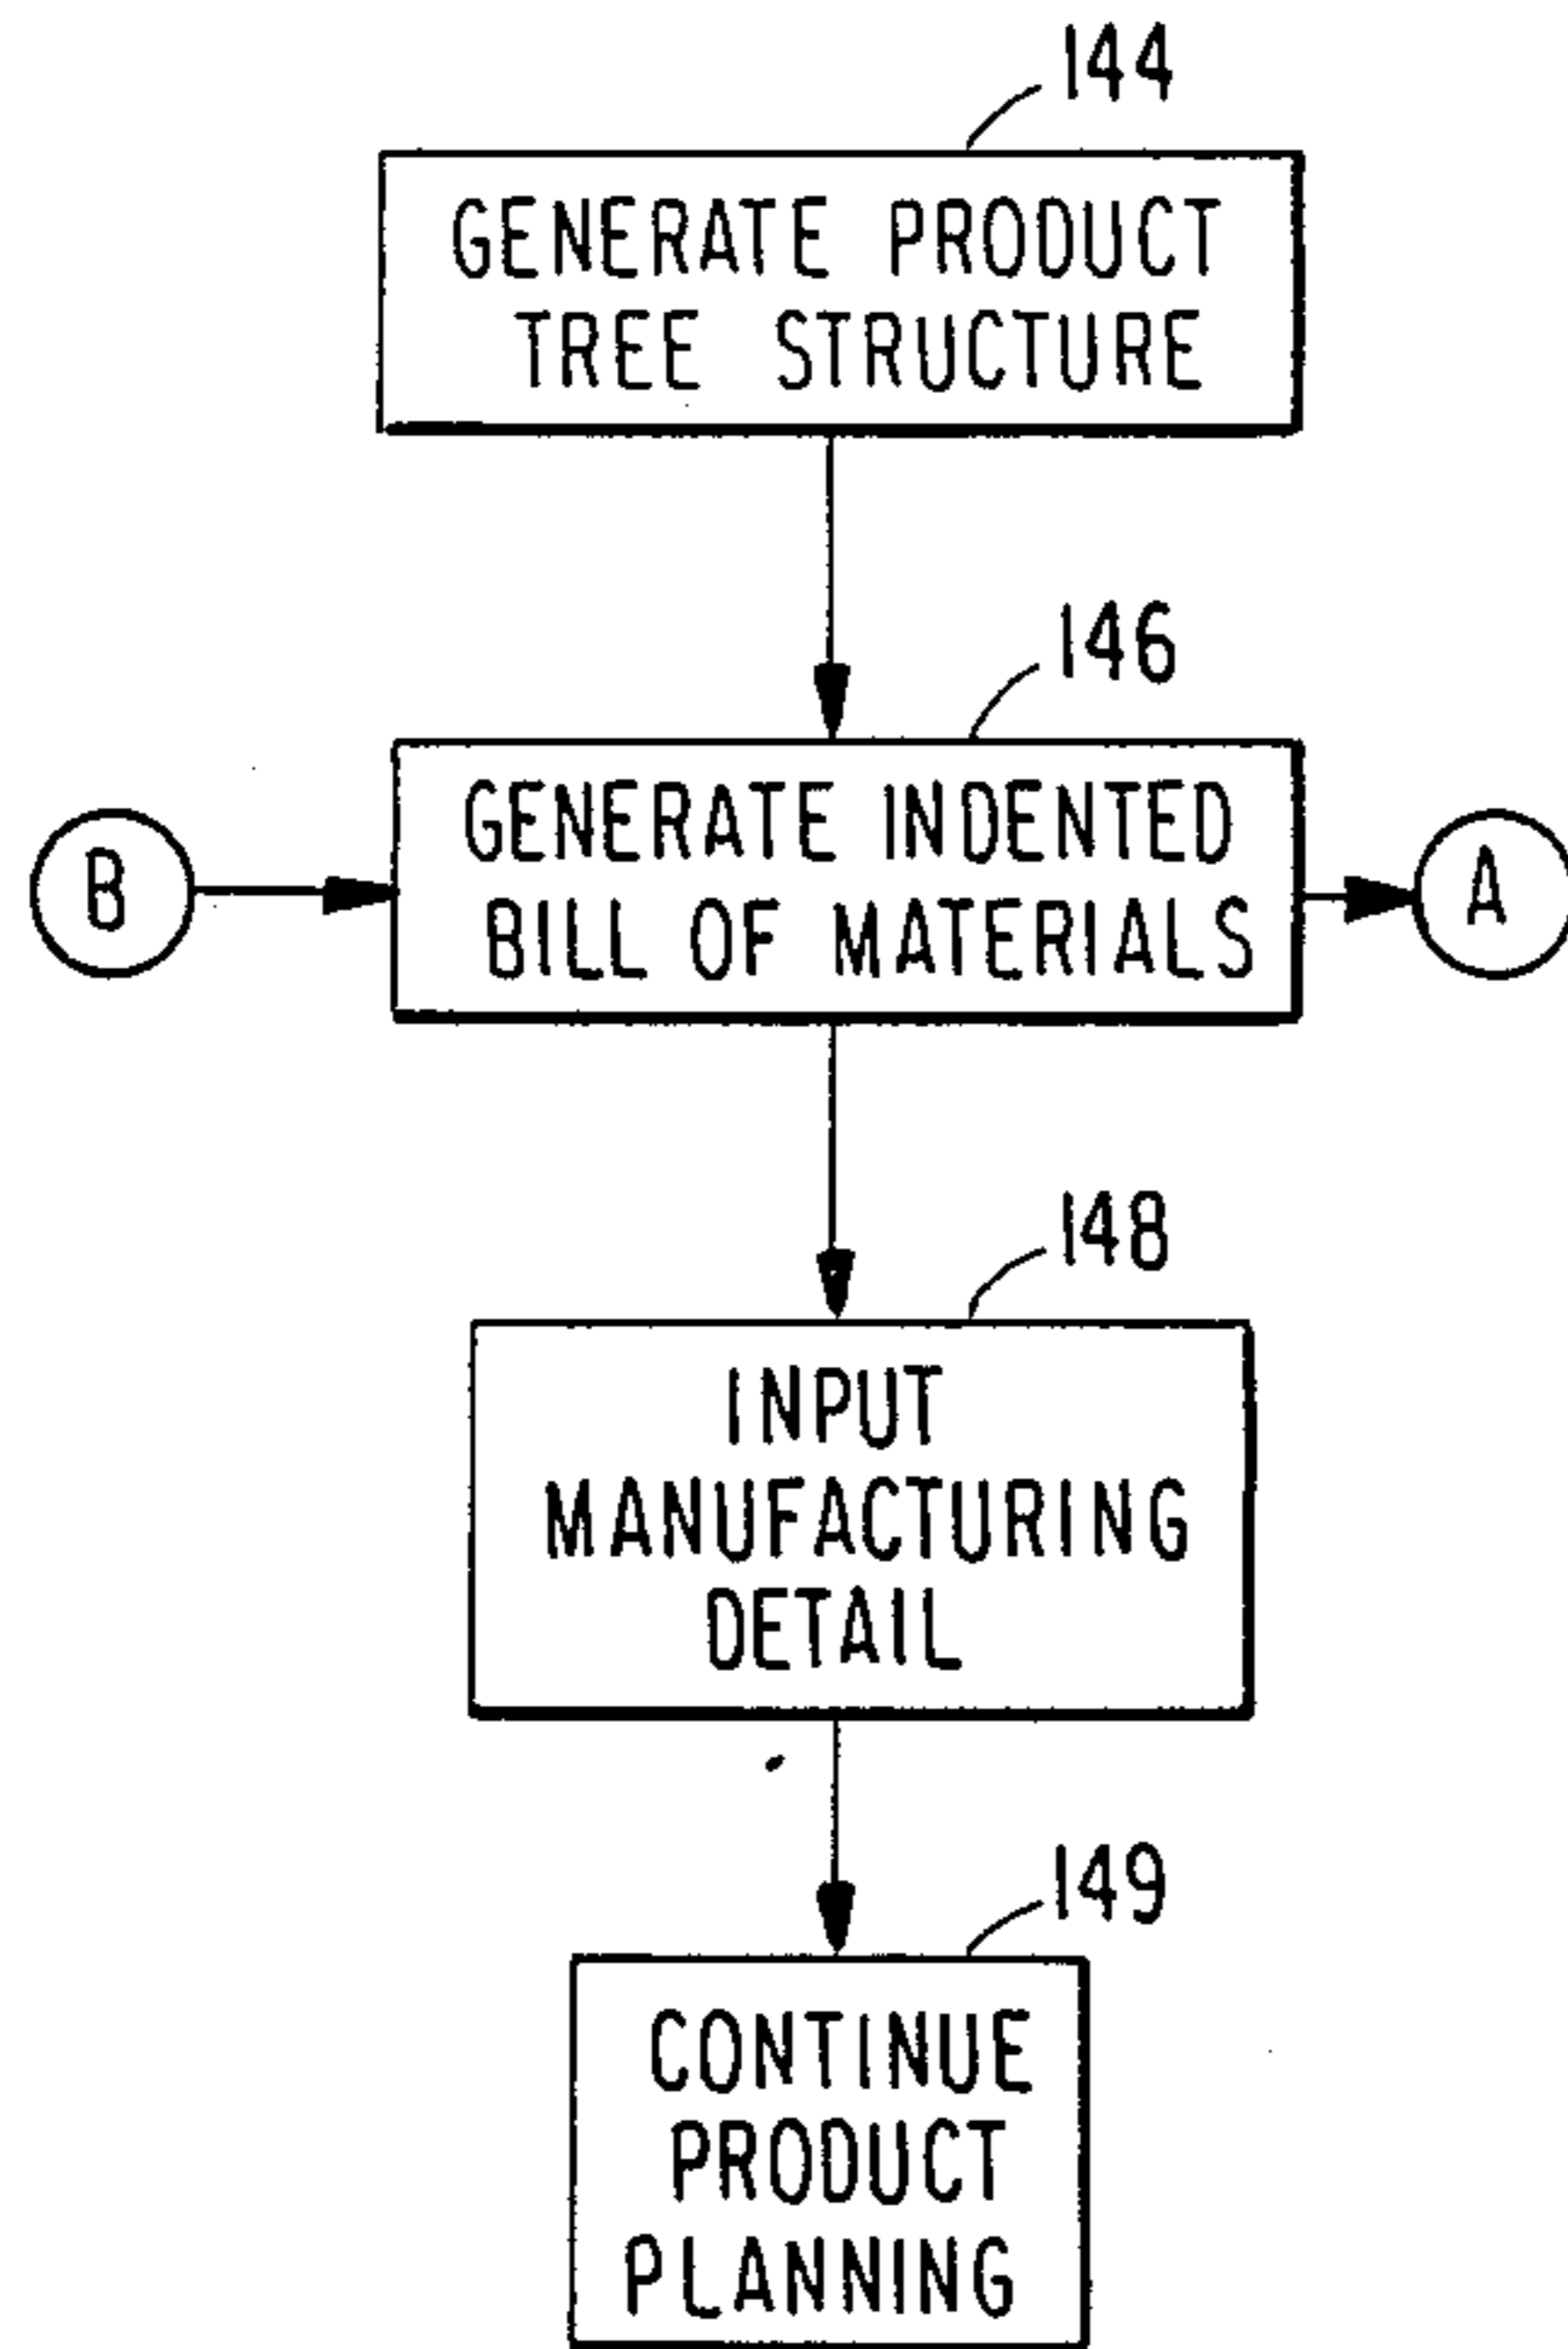 144
GENERATE PRODUCT
TREE STRUCTURE
146
GENERATE INDENTED
BILL OF MATERIALS
B
A
148
INPUT
MANUFACTURING
DETAIL
149
CONTINUE
PRODUCT
PLANNING